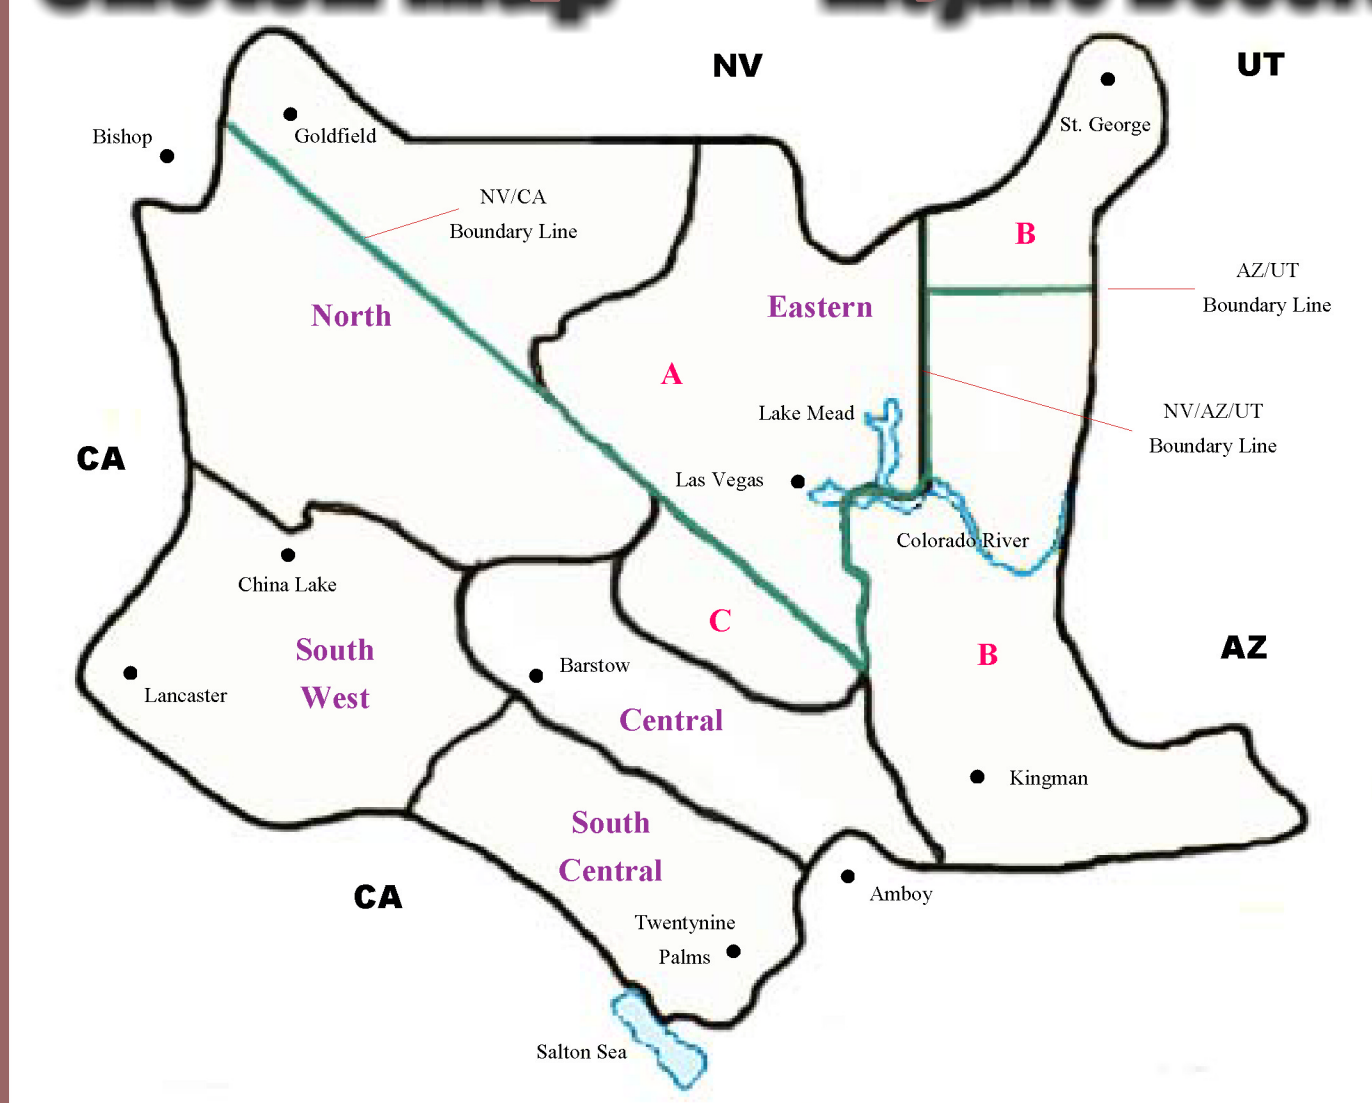 NV
UT
St. George
Bishop
Goldfield
NV/CA
Boundary Line
B
AZ/UT
Boundary Line
North
Eastern
A
Lake Mead
NV/AZ/UT
Boundary Line
CA
Las Vegas
Colorado River
China Lake
C
South
West
B
AZ
Barstow
Lancaster
Central
Kingman
South
Central
CA
Amboy
Twentynine
Palms
Salton Sea